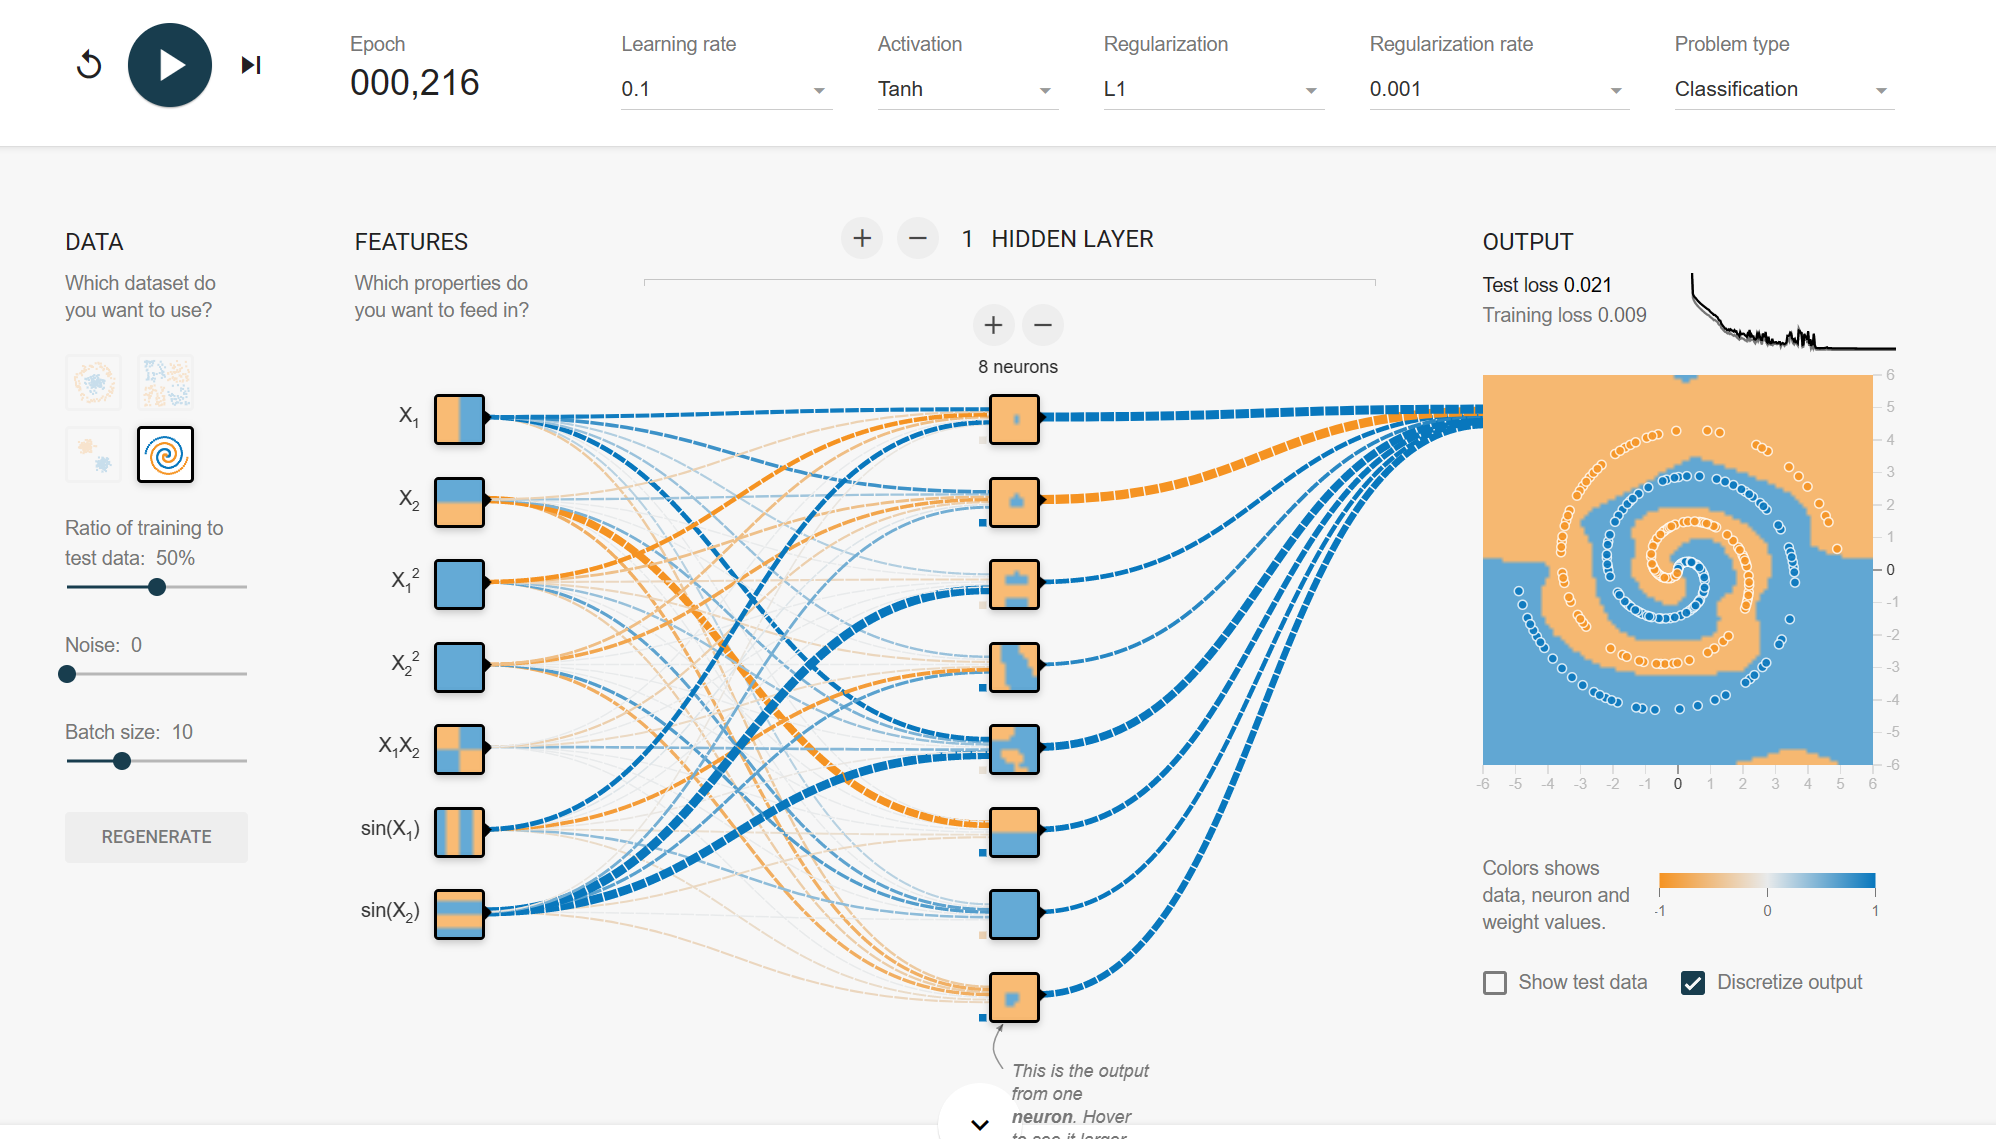 Epoch
000,216
Learning rate
0.1
Activation
Tanh
Regularization
L1
Regularization rate
0.001
Problem type
Classification
DATA
Which dataset do
you want to use?
Ratio of training to
test data: 50%
Noise: 0
Batch size: 10
REGENERATE
FEATURES
Which properties do
you want to feed in?
X1
X2
X1²
X2²
X1X2
sin(X1)
sin(X2)
1 HIDDEN LAYER
8 neurons
This is the output
from one
neuron. Hover
to see it larger.
OUTPUT
Test loss 0.021
Training loss 0.009
6
5
4
3
2
1
0
-1
-2
-3
-4
-5
-6
-6 -5 -4 -3 -2 -1 0 1 2 3 4 5 6
Colors shows
data, neuron and
weight values.
-1 0 1
Show test data
Discretize output